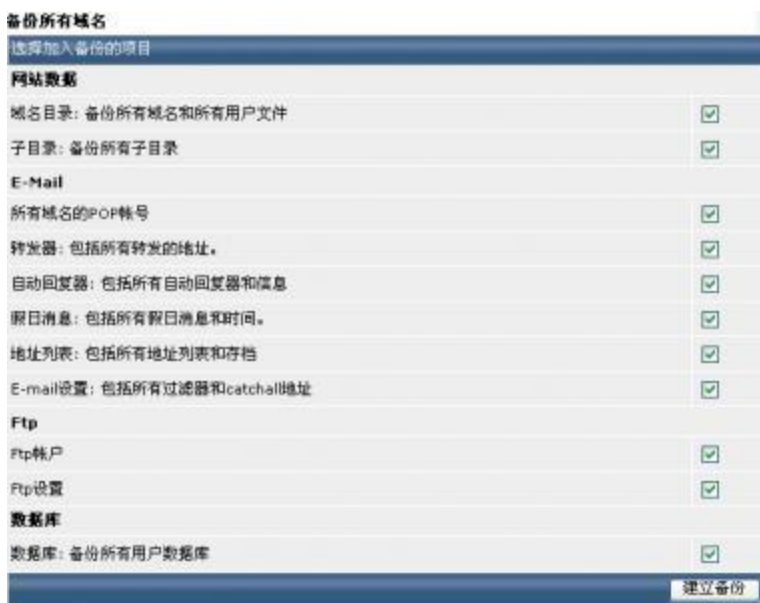 备份所有域名
选择加入备份的项目
网站数据
域名目录: 备份所有域名和所有用户文件
子目录: 备份所有子目录
E-Mail
所有域名的POP帐号
转发器: 包括所有转发的地址。
自动回复器: 包括所有自动回复器和信息
假日消息: 包括所有假日消息和时间。
地址列表: 包括所有地址列表和存档
E-mail设置: 包括所有过滤器和catchall地址
Ftp
Ftp帐户
Ftp设置
数据库
数据库: 备份所有用户数据库
建立备份